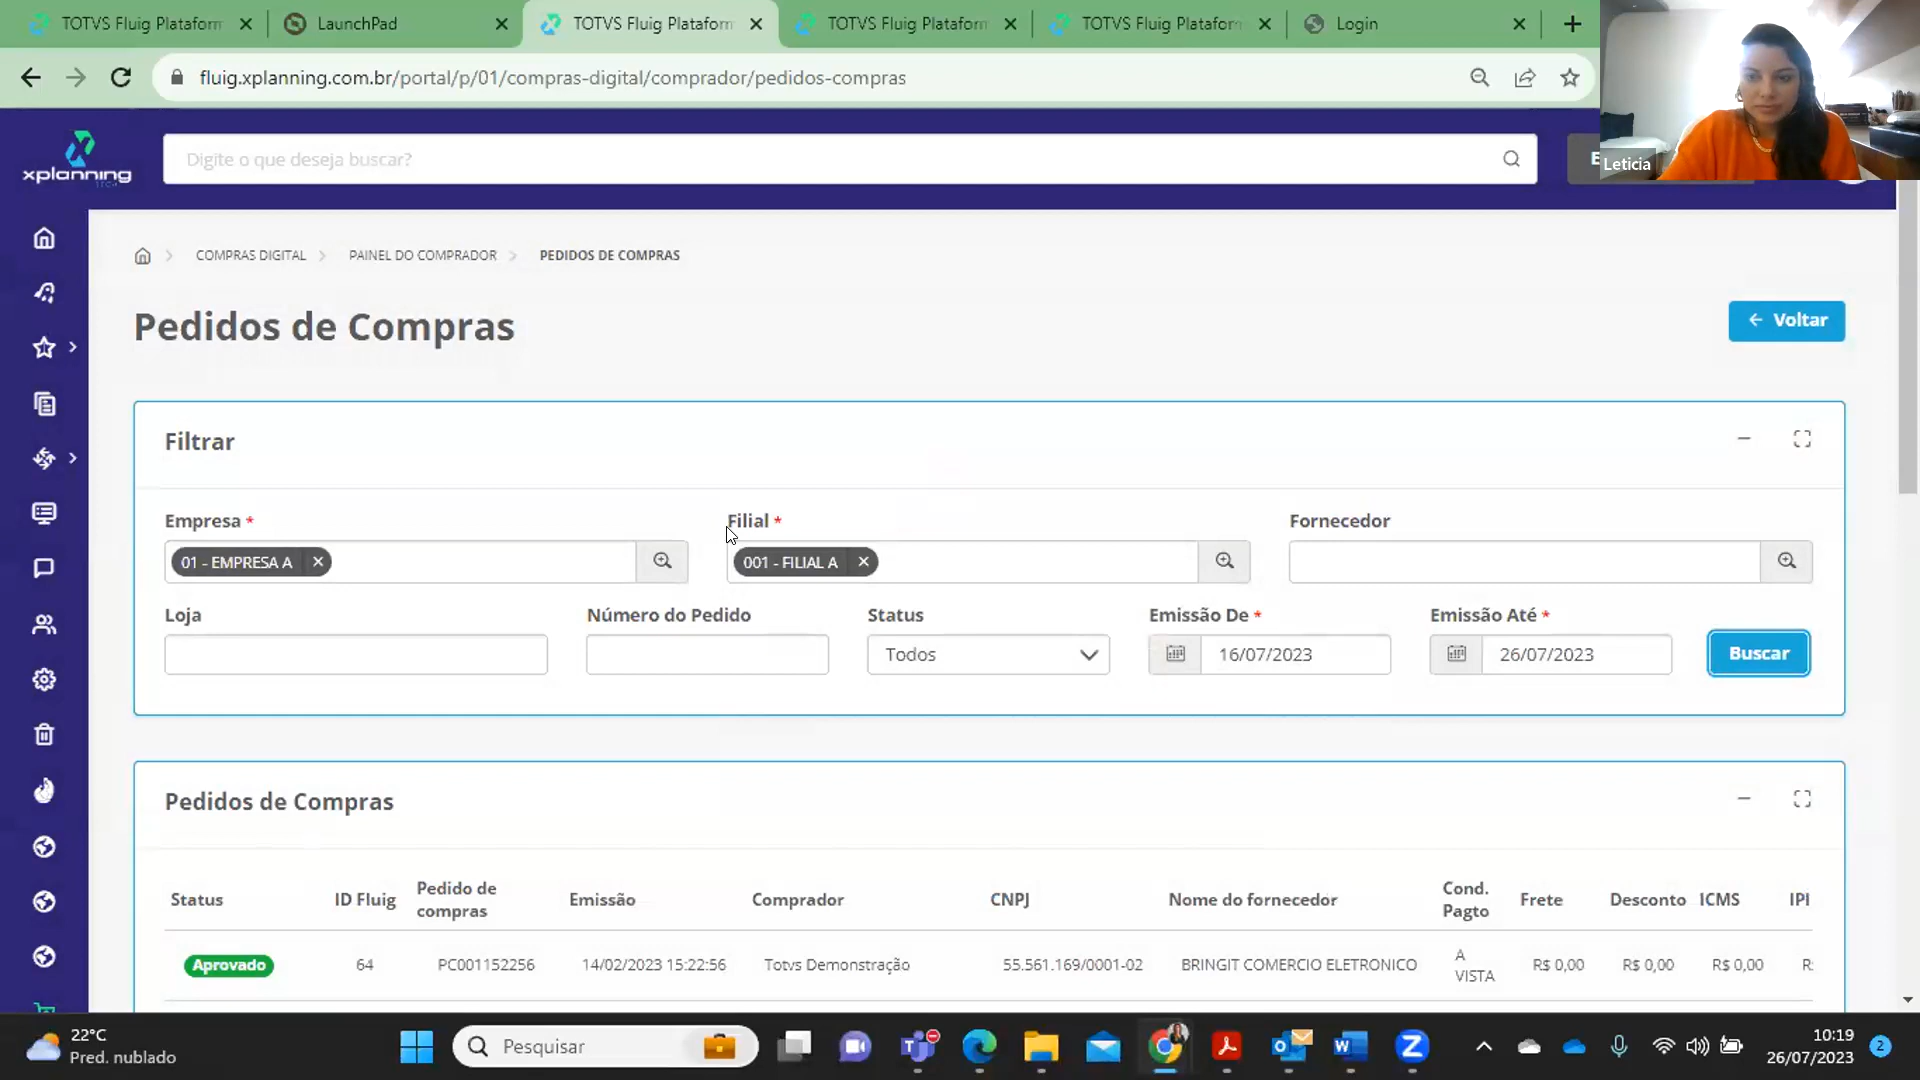 TOTVS Fluig Plataform
LaunchPad
TOTVS Fluig Plataform
TOTVS Fluig Plataform
TOTVS Fluig Plataform
Login
fluig.xplanning.com.br/portal/p/01/compras-digital/comprador/pedidos-compras
xplanning
Digite o que deseja buscar?
Leticia
COMPRAS DIGITAL
PAINEL DO COMPRADOR
PEDIDOS DE COMPRAS
Pedidos de Compras
← Voltar
Filtrar
Empresa *
Filial *
Fornecedor
01 - EMPRESA A ×
001 - FILIAL A ×
Loja
Número do Pedido
Status
Emissão De *
Emissão Até *
Todos
16/07/2023
26/07/2023
Buscar
Pedidos de Compras
Status
ID Fluig
Pedido de
compras
Emissão
Comprador
CNPJ
Nome do fornecedor
Cond.
Pagto
Frete
Desconto
ICMS
IPI
Aprovado
64
PC001152256
14/02/2023 15:22:56
Totvs Demonstração
55.561.169/0001-02
BRINGIT COMERCIO ELETRONICO
A
VISTA
R$ 0,00
R$ 0,00
R$ 0,00
22°C
Pred. nublado
Pesquisar
10:19
26/07/2023
2